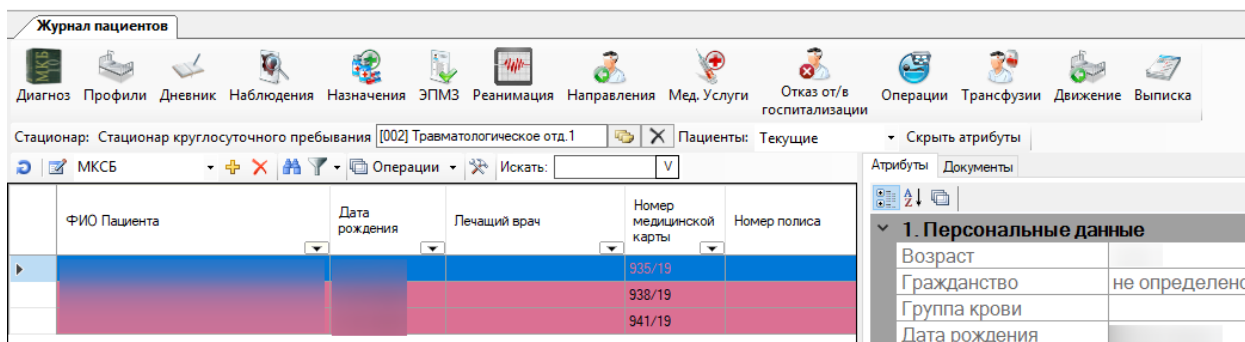 Журнал пациентов
МКБ 10
Диагноз Профили Дневник Наблюдения Назначения ЭПМЗ Реанимация Направления Мед. Услуги Отказ от/в госпитализации Операции Трансфузии Движение Выписка
Стационар: Стационар круглосуточного пребывания [002] Травматологическое отд.1 Пациенты: Текущие Скрыть атрибуты
МКСБ Операции Искать: V
Атрибуты Документы
ФИО Пациента Дата рождения Лечащий врач Номер медицинской карты Номер полиса
935/19
938/19
941/19
1. Персональные данные
Возраст
Гражданство не определено
Группа крови
Дата рождения